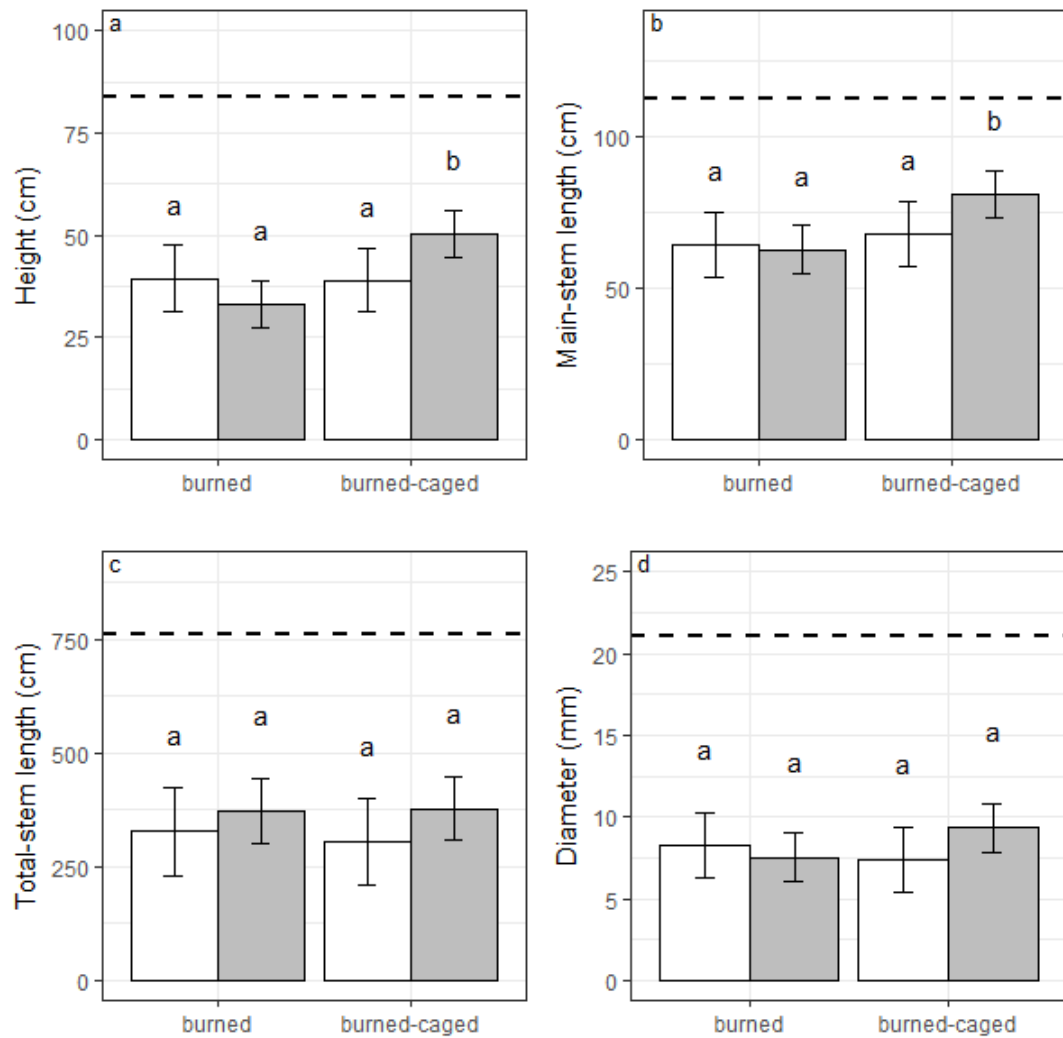 a
Height (cm)
100
75
50
25
0
a
a
a
b
burned
burned-caged
b
Main-stem length (cm)
100
50
0
a
a
a
b
burned
burned-caged
c
Total-stem length (cm)
750
500
250
0
a
a
a
a
burned
burned-caged
d
Diameter (mm)
25
20
15
10
5
0
a
a
a
a
burned
burned-caged